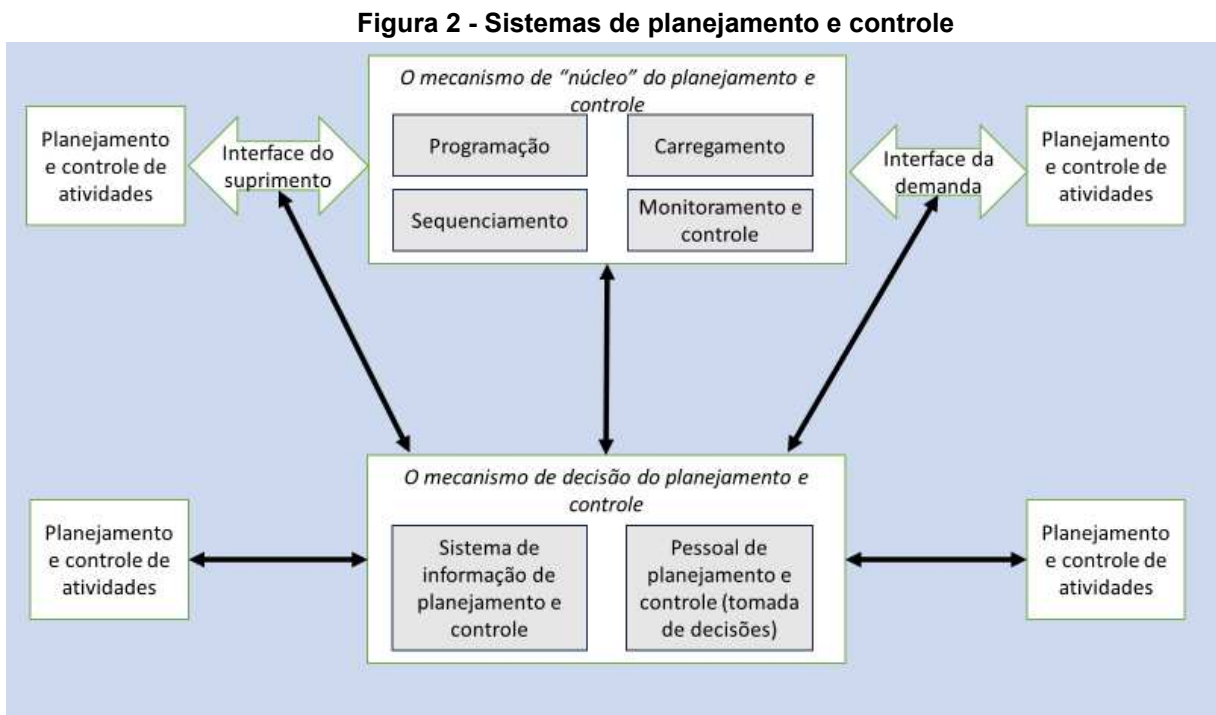 Figura 2 - Sistemas de planejamento e controle
O mecanismo de “núcleo” do planejamento e
controle
Planejamento
e controle de
atividades
Interface do
suprimento
Programação
Carregamento
Sequenciamento
Monitoramento e
controle
Interface da
demanda
Planejamento
e controle de
atividades
O mecanismo de decisão do planejamento e
controle
Planejamento
e controle de
atividades
Sistema de
informação de
planejamento e
controle
Pessoal de
planejamento e
controle (tomada
de decisões)
Planejamento
e controle de
atividades